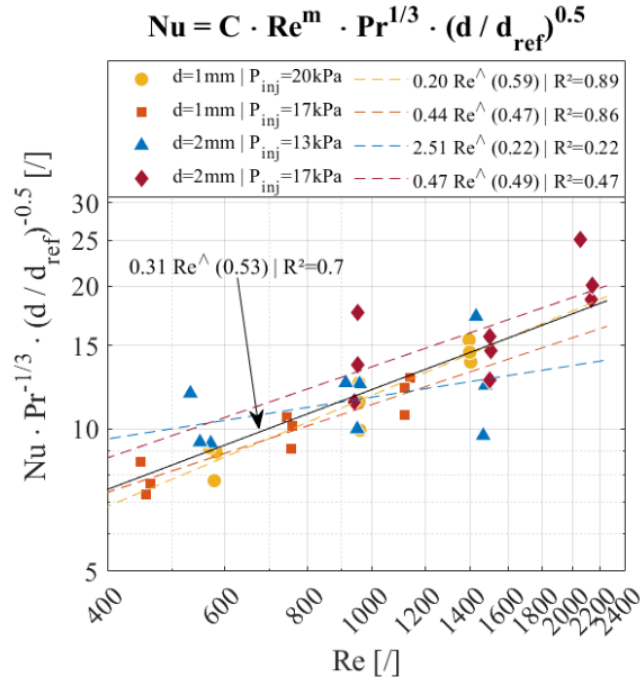 Nu = C · Re^m · Pr^1/3 · (d / d_ref)^0.5
d=1mm | P_inj=20kPa
0.20 Re^ (0.59) | R²=0.89
d=1mm | P_inj=17kPa
0.44 Re^ (0.47) | R²=0.86
d=2mm | P_inj=13kPa
2.51 Re^ (0.22) | R²=0.22
d=2mm | P_inj=17kPa
0.47 Re^ (0.49) | R²=0.47
Nu · Pr^-1/3 · (d / d_ref)^-0.5 [/]
30
25
20
15
10
5
0.31 Re^ (0.53) | R²=0.7
400
600
800
1000
1200
1400
1600
1800
2000
2200
2400
Re [/]